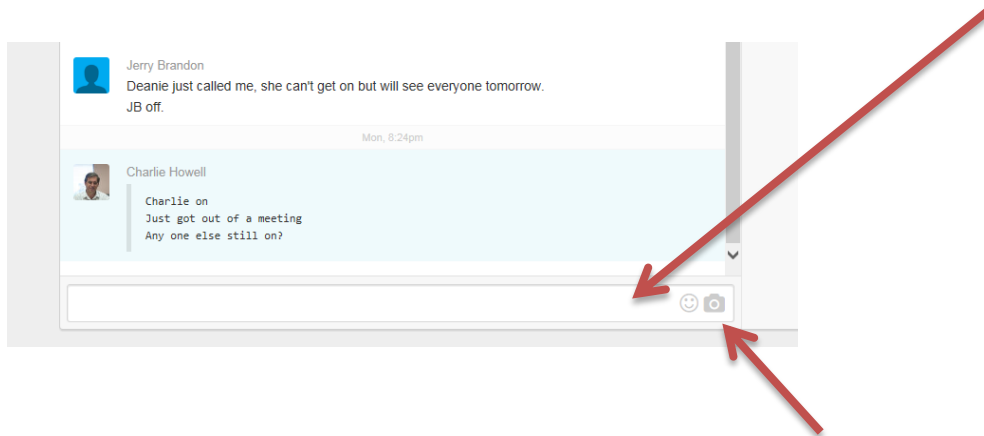 Jerry Brandon
Deanie just called me, she can't get on but will see everyone tomorrow.
JB off.
Mon, 8:24pm
Charlie Howell
Charlie on
Just got out of a meeting
Any one else still on?